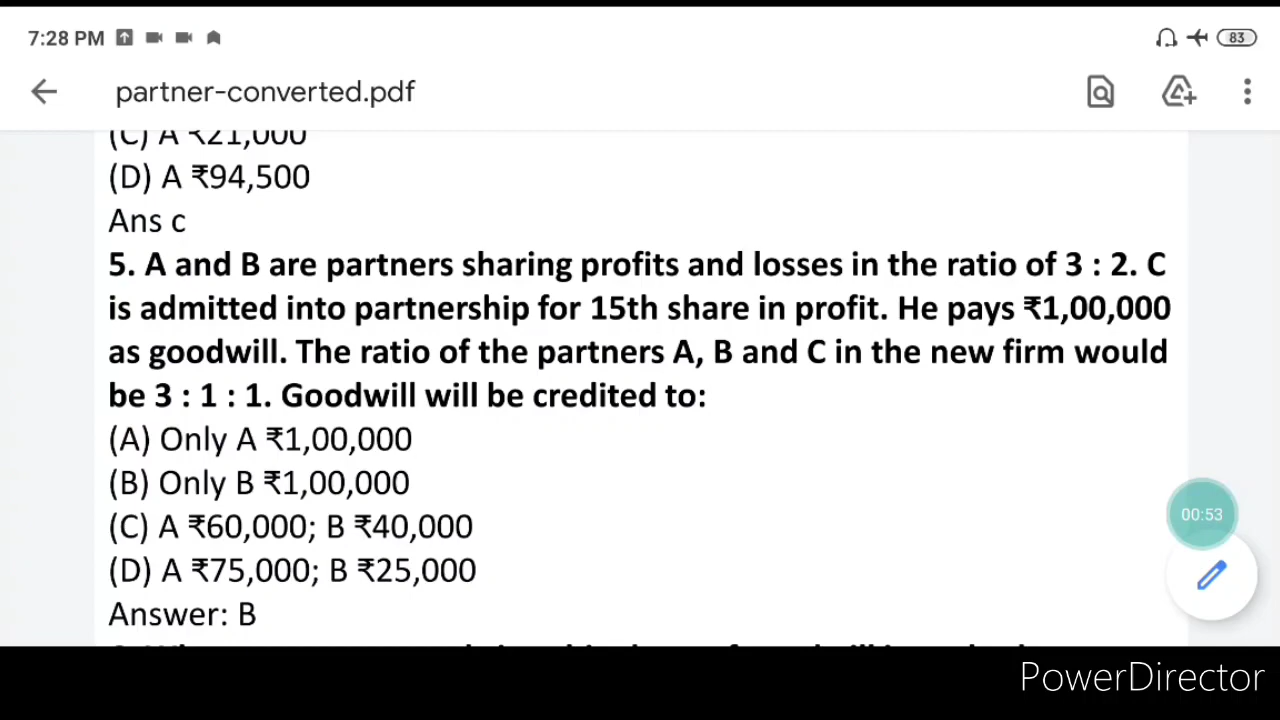 7:28 PM
83
partner-converted.pdf
(C) A ₹21,000
(D) A ₹94,500
Ans c
5. A and B are partners sharing profits and losses in the ratio of 3 : 2. C
is admitted into partnership for 15th share in profit. He pays ₹1,00,000
as goodwill. The ratio of the partners A, B and C in the new firm would
be 3 : 1 : 1. Goodwill will be credited to:
(A) Only A ₹1,00,000
(B) Only B ₹1,00,000
(C) A ₹60,000; B ₹40,000
(D) A ₹75,000; B ₹25,000
00:53
Answer: B
PowerDirector